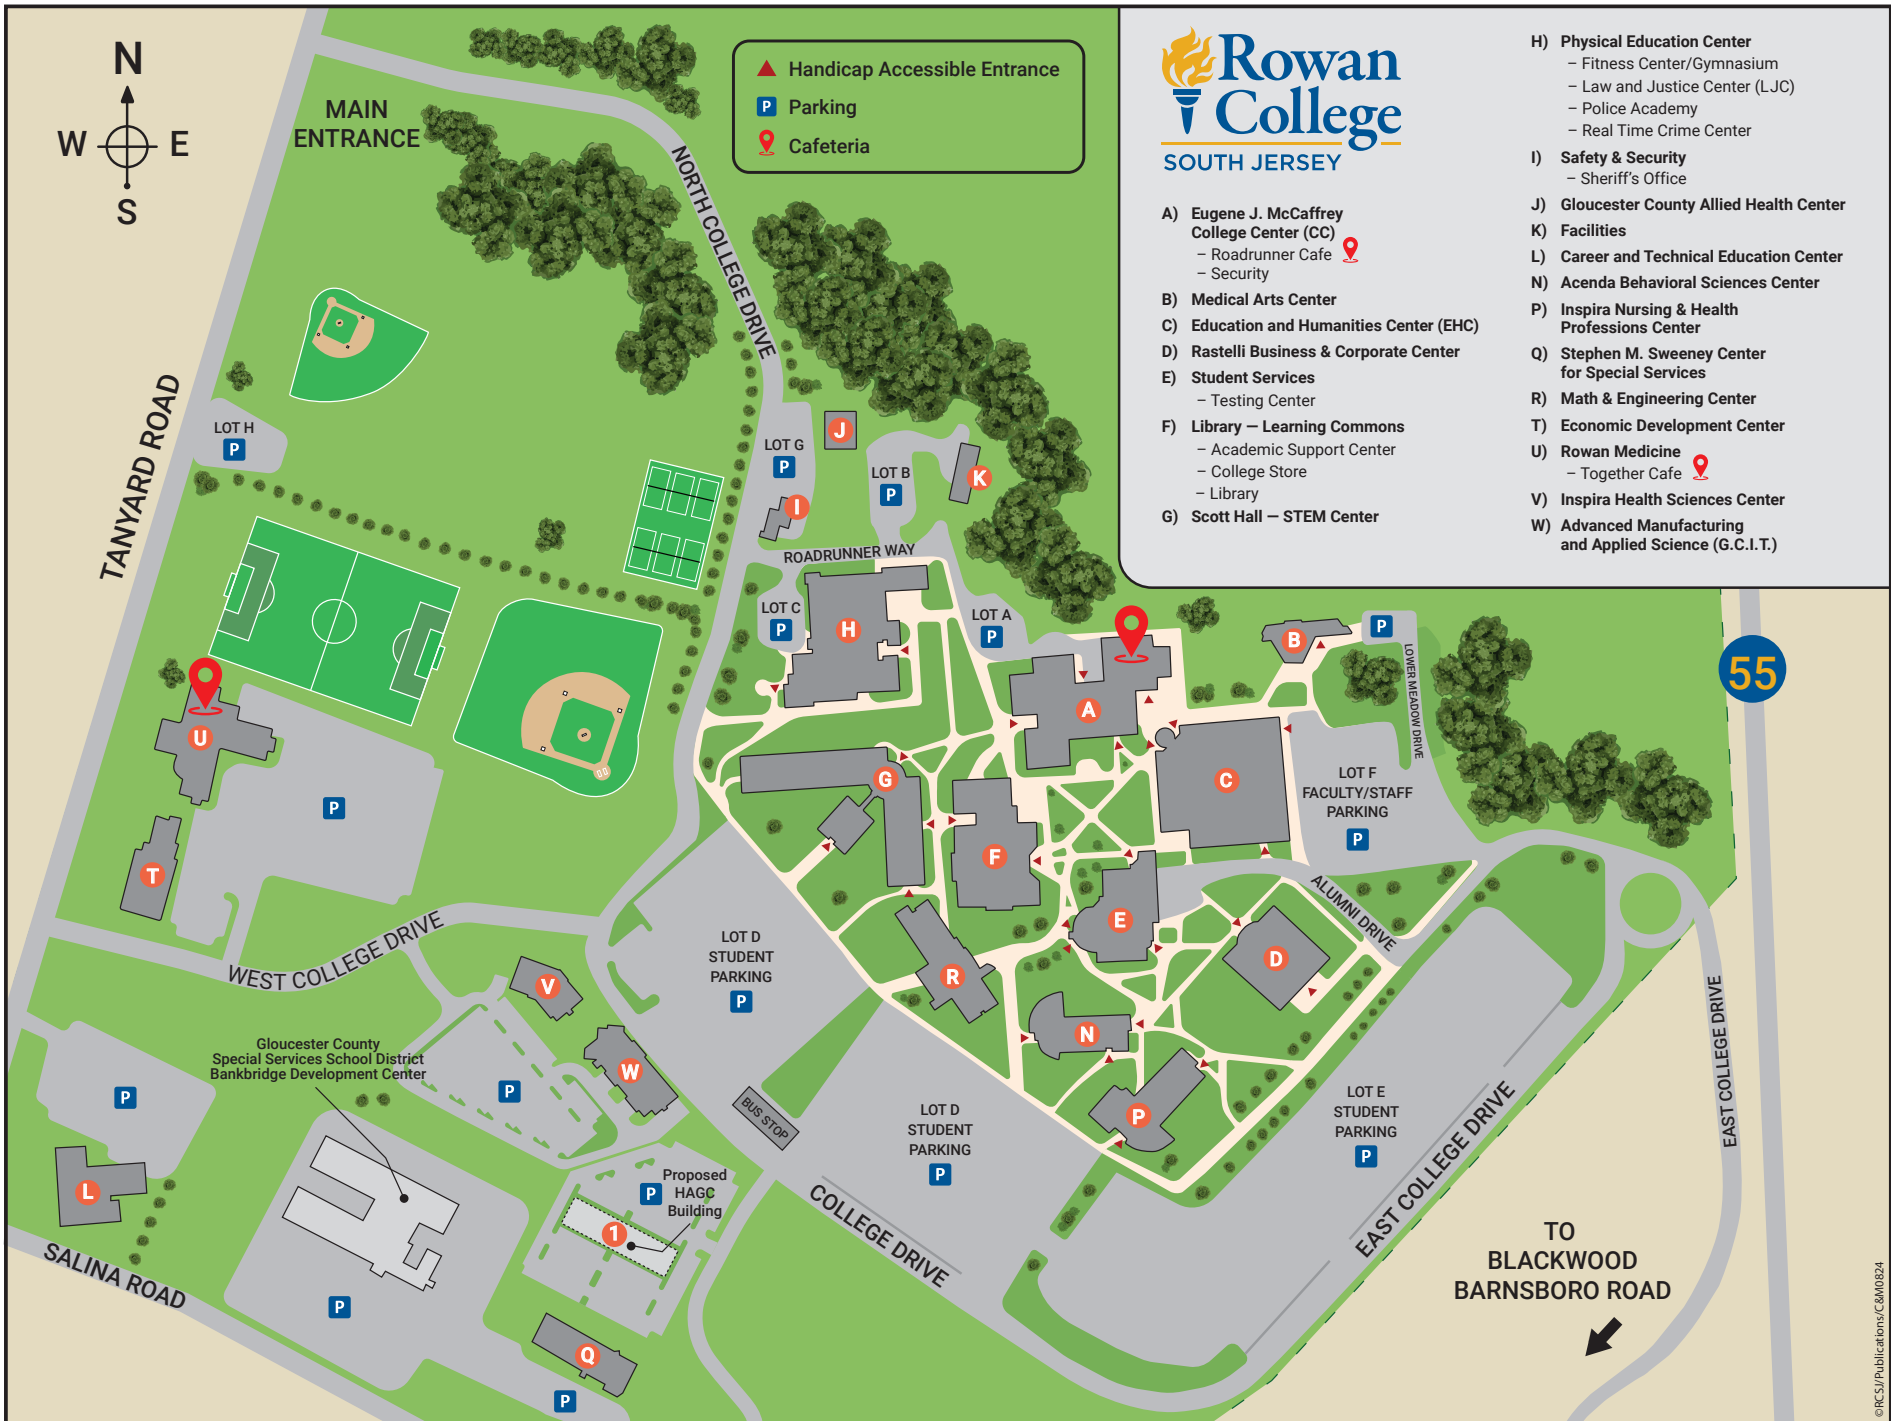 N
W E
S
MAIN
ENTRANCE
Handicap Accessible Entrance
P Parking
Cafeteria
Rowan
College
SOUTH JERSEY
A) Eugene J. McCaffrey
College Center (CC)
– Roadrunner Cafe
– Security
B) Medical Arts Center
C) Education and Humanities Center (EHC)
D) Rastelli Business & Corporate Center
E) Student Services
– Testing Center
F) Library — Learning Commons
– Academic Support Center
– College Store
– Library
G) Scott Hall — STEM Center
H) Physical Education Center
– Fitness Center/Gymnasium
– Law and Justice Center (LJC)
– Police Academy
– Real Time Crime Center
I) Safety & Security
– Sheriff's Office
J) Gloucester County Allied Health Center
K) Facilities
L) Career and Technical Education Center
N) Acenda Behavioral Sciences Center
P) Inspira Nursing & Health
Professions Center
Q) Stephen M. Sweeney Center
for Special Services
R) Math & Engineering Center
T) Economic Development Center
U) Rowan Medicine
– Together Cafe
V) Inspira Health Sciences Center
W) Advanced Manufacturing
and Applied Science (G.C.I.T.)
NORTH COLLEGE DRIVE
TANYARD ROAD
LOT H
P
LOT G
P
J
LOT B
P
K
I
ROADRUNNER WAY
LOT C
P
H
LOT A
P
B
P
LOWER MEADOW DRIVE
55
A
U
G
C
LOT F
FACULTY/STAFF
PARKING
P
P
F
T
E
ALUMNI DRIVE
D
WEST COLLEGE DRIVE
LOT D
STUDENT
PARKING
P
R
V
N
EAST COLLEGE DRIVE
Gloucester County
Special Services School District
Bankbridge Development Center
W
P
P
BUS STOP
LOT D
STUDENT
PARKING
P
P
LOT E
STUDENT
PARKING
P
EAST COLLEGE DRIVE
L
Proposed
HAGC
Building
P
1
COLLEGE DRIVE
SALINA ROAD
P
Q
P
TO
BLACKWOOD
BARNSBORO ROAD
©RCSJ/Publications/C&M0824